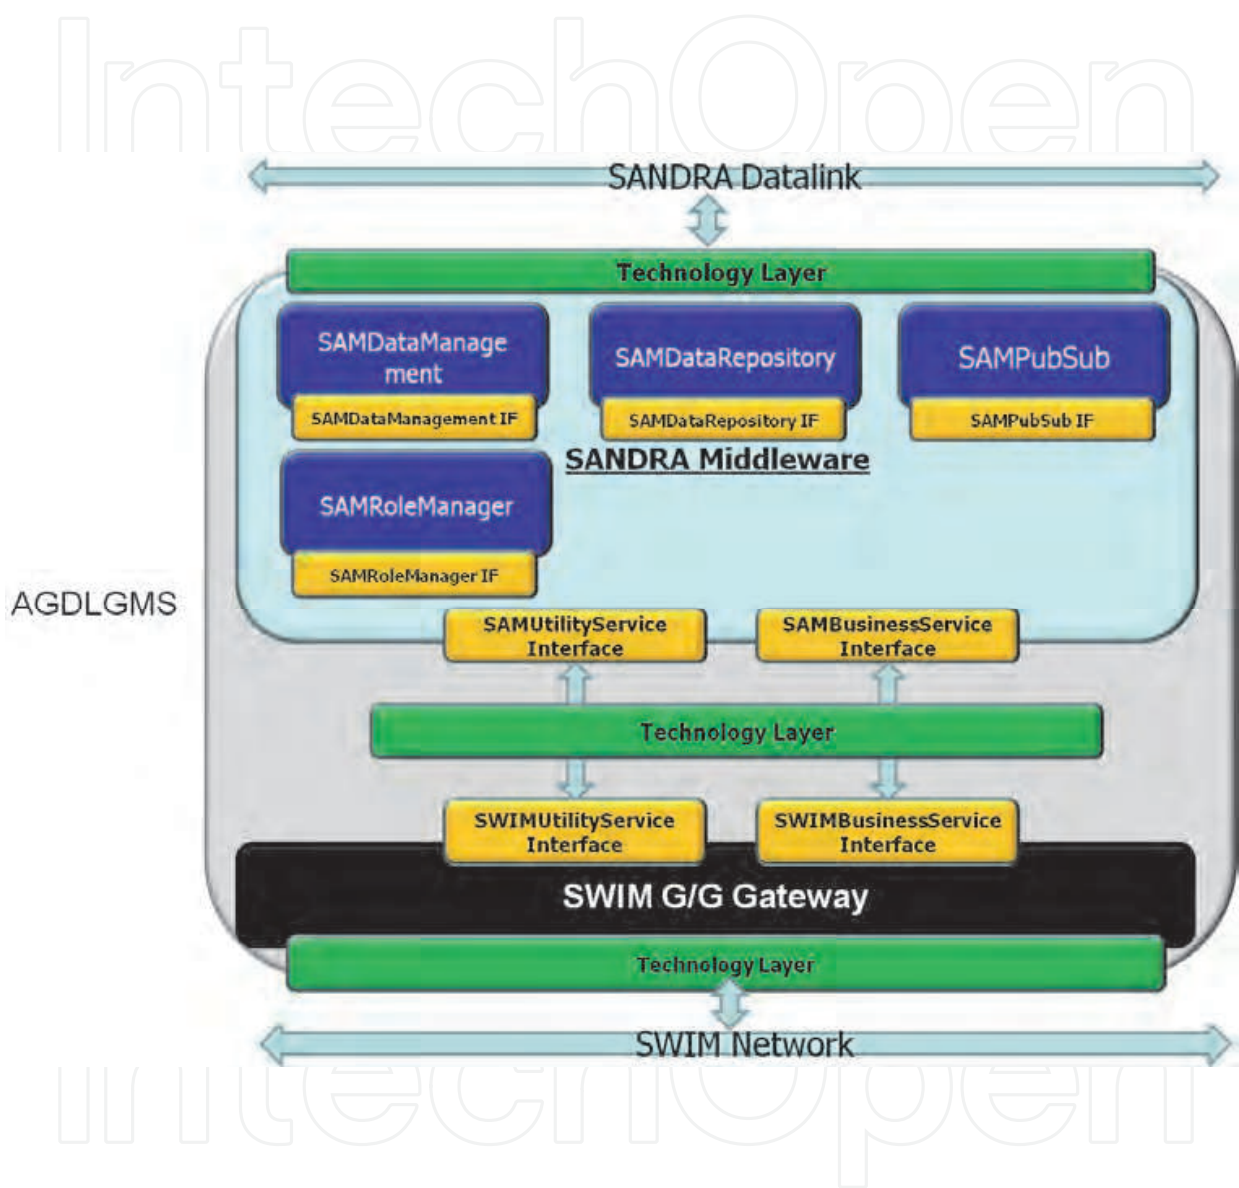 IntechOpen
SANDRA Datalink
Technology Layer
SAMDataManage
ment
SAMDataManagement IF
SAMDataRepository
SAMDataRepository IF
SAMPubSub
SAMPubSub IF
SANDRA Middleware
SAMRoleManager
SAMRoleManager IF
AGDLGMS
SAMUtilityService
Interface
SAMBusinessService
Interface
Technology Layer
SWIMUtilityService
Interface
SWIMBusinessService
Interface
SWIM G/G Gateway
Technology Layer
SWIM Network
IntechOpen